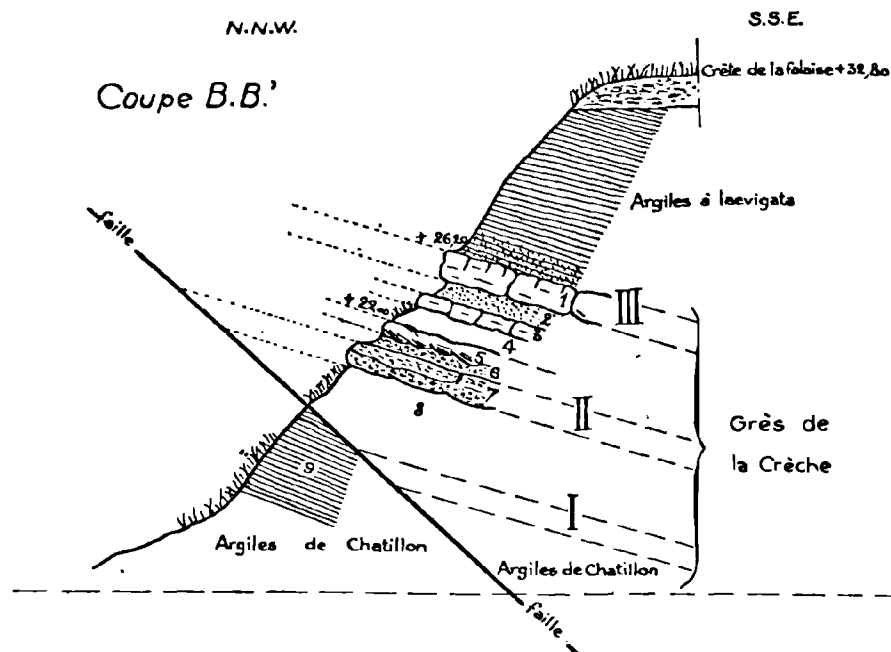 N.N.W.
S.S.E.
Coupe B.B.'
Crête de la falaise + 32,80
Argiles à laevigata
faille
+ 26,20
1
III
2
3
+ 22,00
4
5
6
II
7
8
Grès de
la Crèche
9
I
Argiles de Chatillon
Argiles de Chatillon
faille